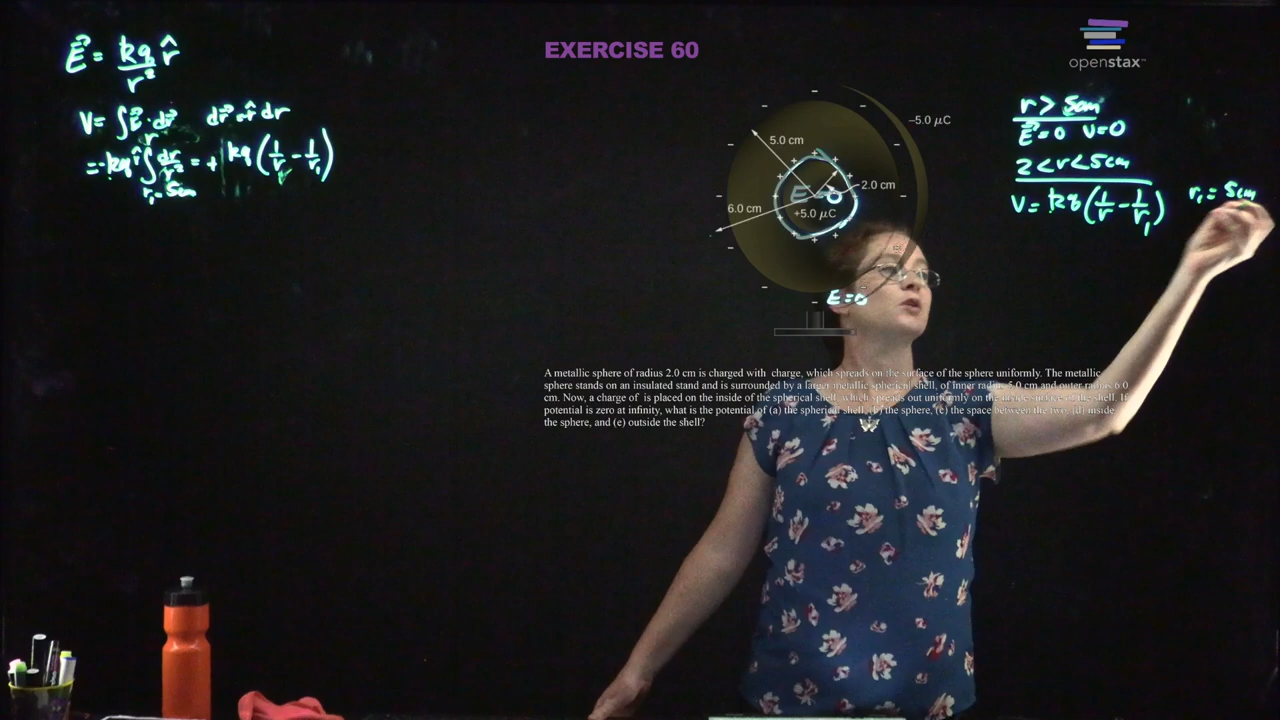 E⃗ = kq/r² r̂
V = ∫E⃗·dr⃗   dr⃗ = r̂ dr
= -kq r̂ ∫ dr/r² = + kq(1/r - 1/r₁)
r
r₁=5cm
EXERCISE 60
openstax™
-5.0 μC
5.0 cm
2.0 cm
E=0
6.0 cm
+5.0 μC
E=0
A metallic sphere of radius 2.0 cm is charged with charge, which spreads on the surface of the sphere uniformly. The metallic
sphere stands on an insulated stand and is surrounded by a larger metallic spherical shell, of inner radius 5.0 cm and outer radius 6.0
cm. Now, a charge of is placed on the inside of the spherical shell, which spreads out uniformly on the inside surface of the shell. If
potential is zero at infinity, what is the potential of (a) the spherical shell, (b) the sphere, (c) the space between the two, (d) inside
the sphere, and (e) outside the shell?
r > 5cm
E⃗=0 V=0
2<r<5cm
V = kq(1/r - 1/r₁)   r₁ = 5cm